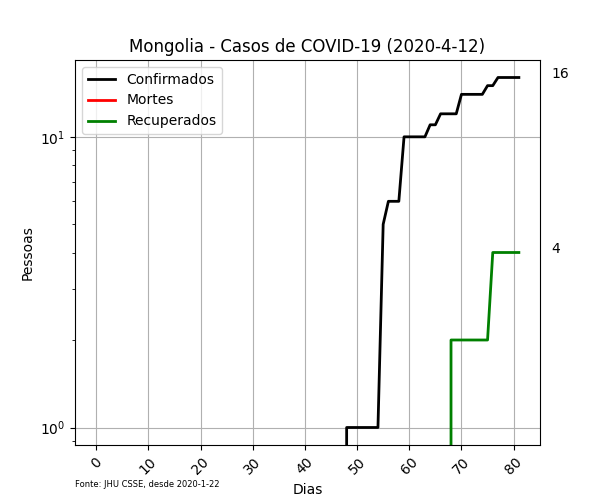 Mongolia - Casos de COVID-19 (2020-4-12)
Confirmados
Mortes
Recuperados
16
4
10¹
10⁰
Pessoas
0 10 20 30 40 50 60 70 80
Dias
Fonte: JHU CSSE, desde 2020-1-22